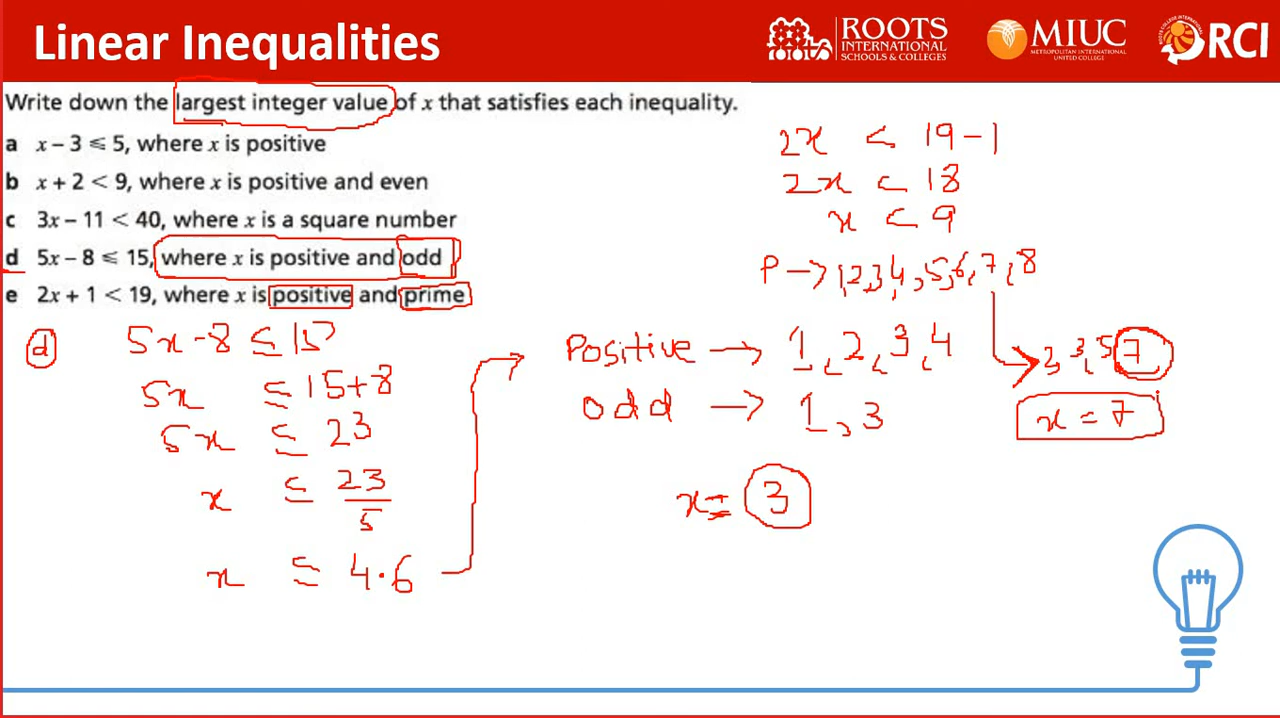 Linear Inequalities
ROOTS
INTERNATIONAL
SCHOOLS & COLLEGES
MIUC
METROPOLITAN INTERNATIONAL
UNITED COLLEGE
RCI
Write down the largest integer value of x that satisfies each inequality.
a x − 3 ⩽ 5, where x is positive
b x + 2 < 9, where x is positive and even
c 3x − 11 < 40, where x is a square number
d 5x − 8 ⩽ 15, where x is positive and odd
e 2x + 1 < 19, where x is positive and prime
2x < 19 − 1
2x < 18
x < 9
P → 1,2,3,4,5,6,7,8
3, 5 7
x = 7
d
5x − 8 ≤ 15
5x ≤ 15 + 8
5x ≤ 23
x ≤ 23/5
x ≤ 4.6
Positive → 1, 2, 3, 4
Odd → 1, 3
x = 3